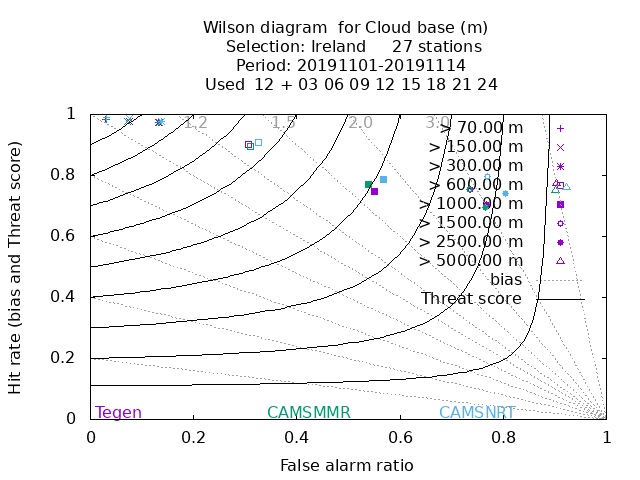 Wilson diagram  for Cloud base (m)
Selection: Ireland     27 stations
Period: 20191101-20191114
Used  12 + 03 06 09 12 15 18 21 24
Hit rate (bias and Threat score)
1
0.8
0.6
0.4
0.2
0
1.2 1.5 2.0 3.0
> 70.00 m
> 150.00 m
> 300.00 m
> 600.00 m
> 1000.00 m
> 1500.00 m
> 2500.00 m
> 5000.00 m
bias
Threat score
Tegen CAMSMMR CAMSNRT
0 0.2 0.4 0.6 0.8 1
False alarm ratio